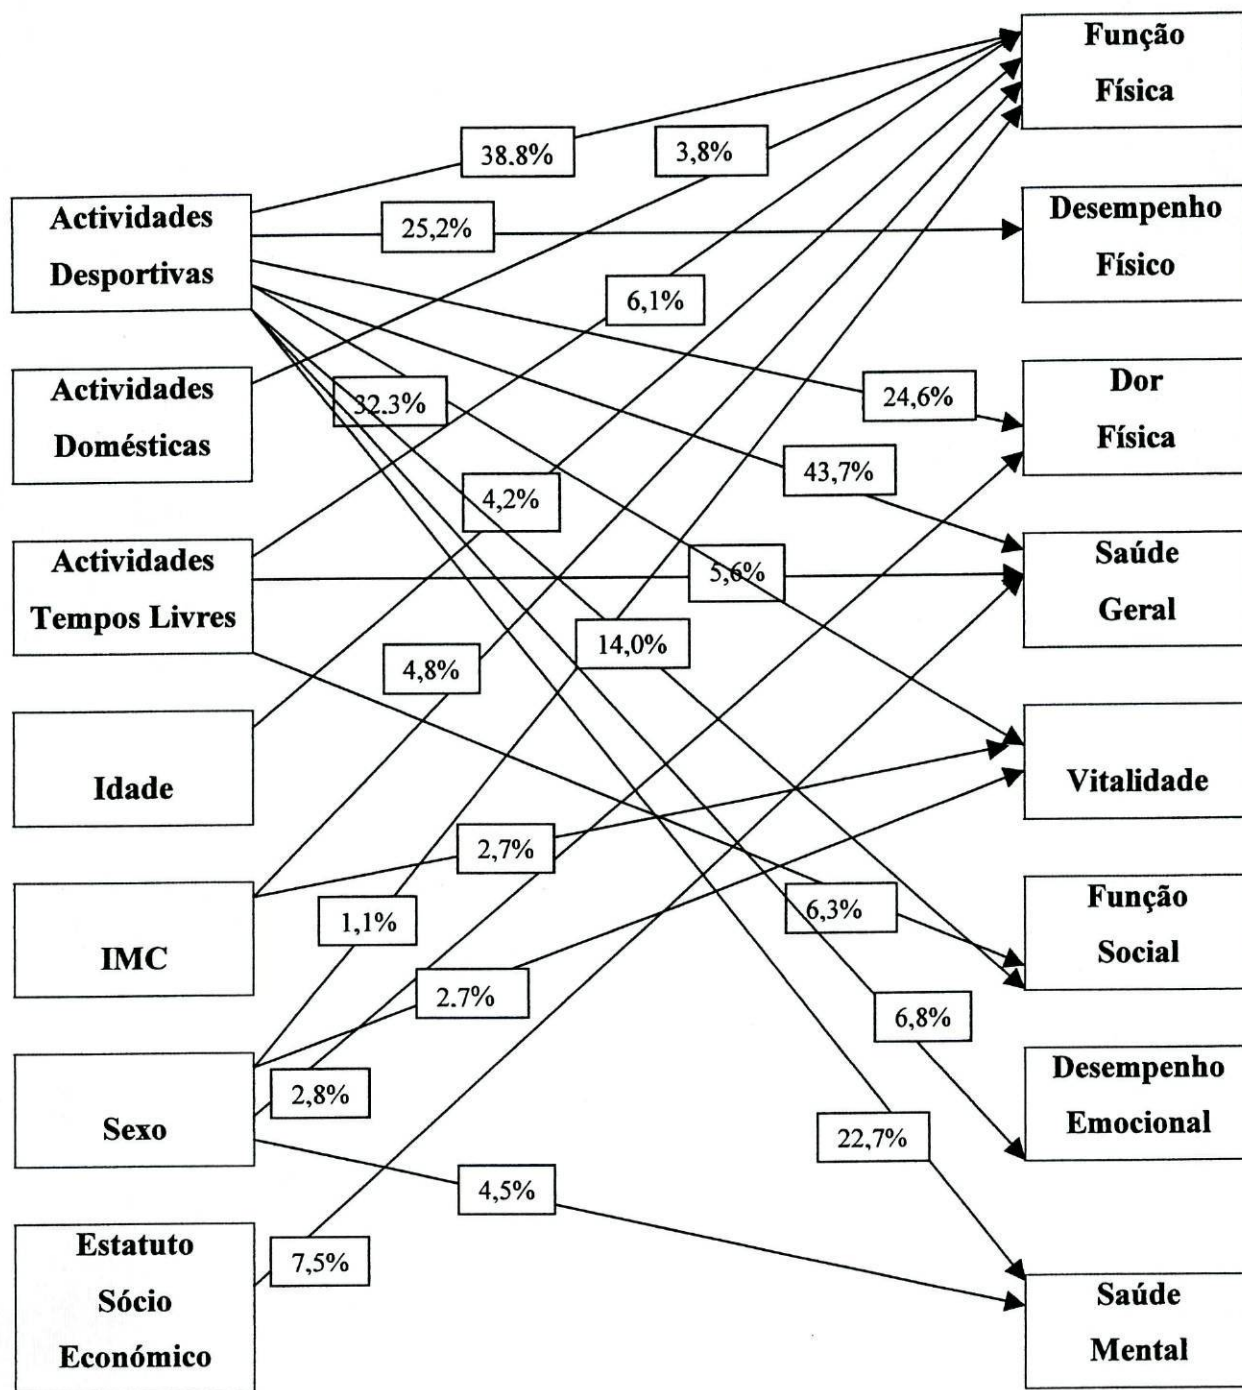 Função
Física
38.8%
3,8%
Actividades
Desportivas
25,2%
Desempenho
Físico
6,1%
Actividades
Domésticas
32.3%
24,6%
Dor
Física
4,2%
43,7%
Actividades
Tempos Livres
5,6%
Saúde
Geral
14,0%
4,8%
Idade
Vitalidade
2,7%
IMC
1,1%
6,3%
Função
Social
2.7%
6,8%
Sexo
2,8%
22,7%
Desempenho
Emocional
4,5%
Estatuto
Sócio
Económico
7,5%
Saúde
Mental